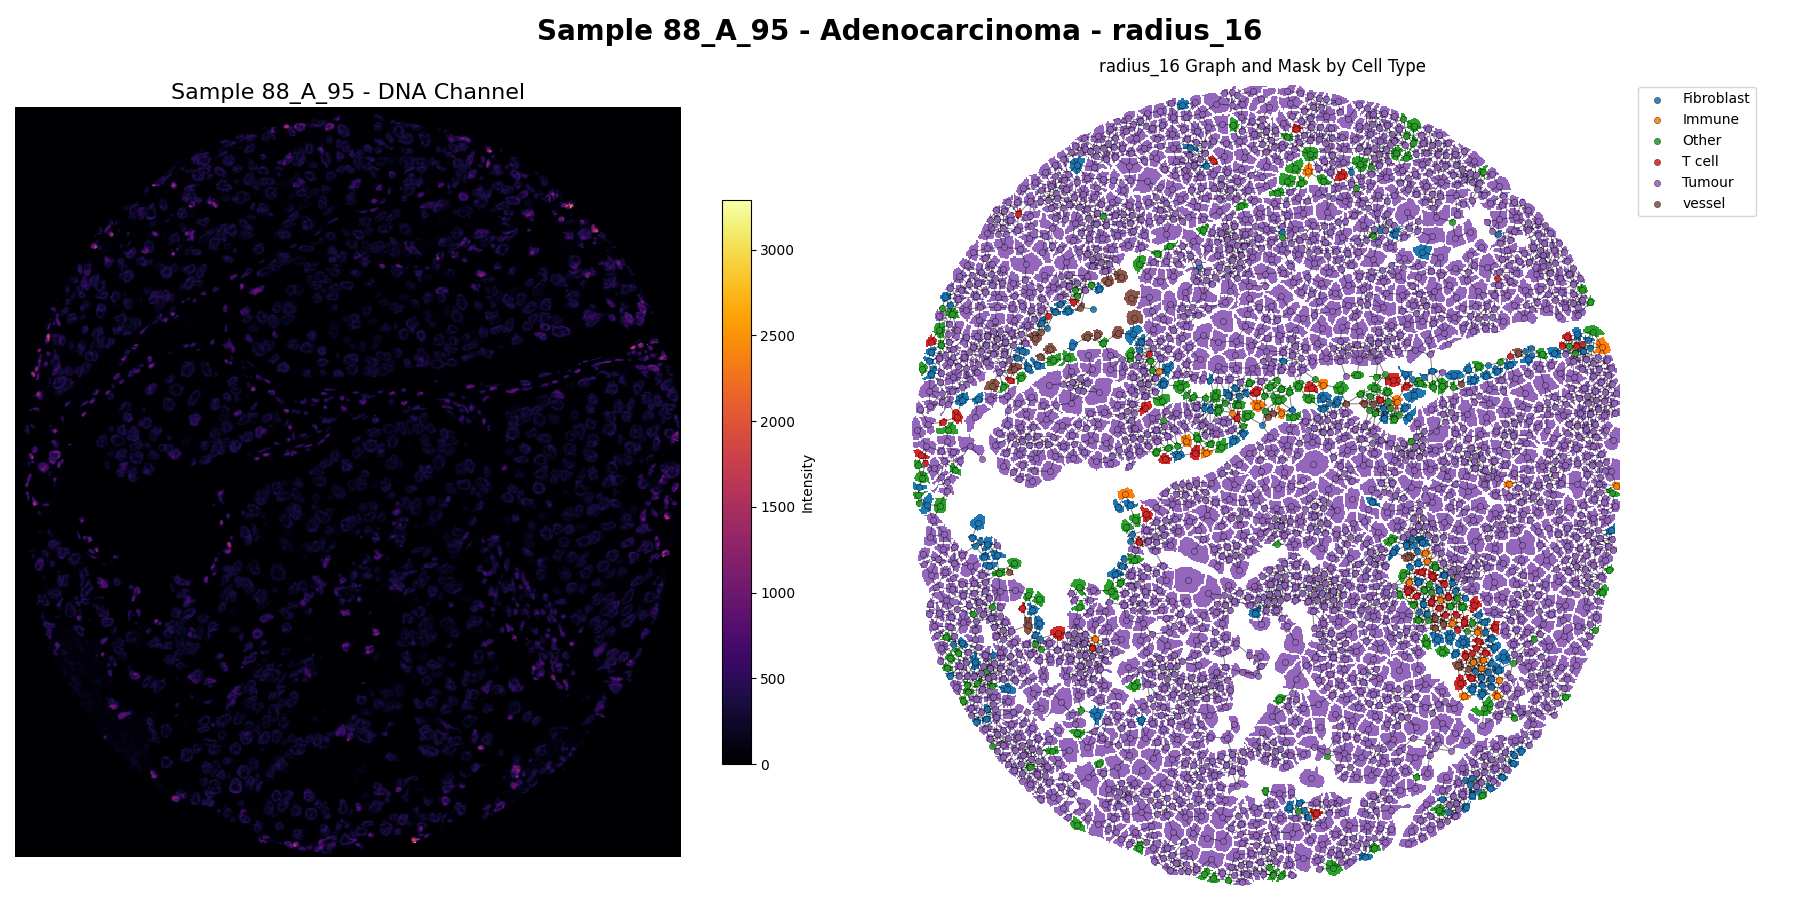 Sample 88_A_95 - Adenocarcinoma - radius_16
Sample 88_A_95 - DNA Channel
3000
2500
2000
1500
1000
500
0
Intensity
radius_16 Graph and Mask by Cell Type
Fibroblast
Immune
Other
T cell
Tumour
vessel